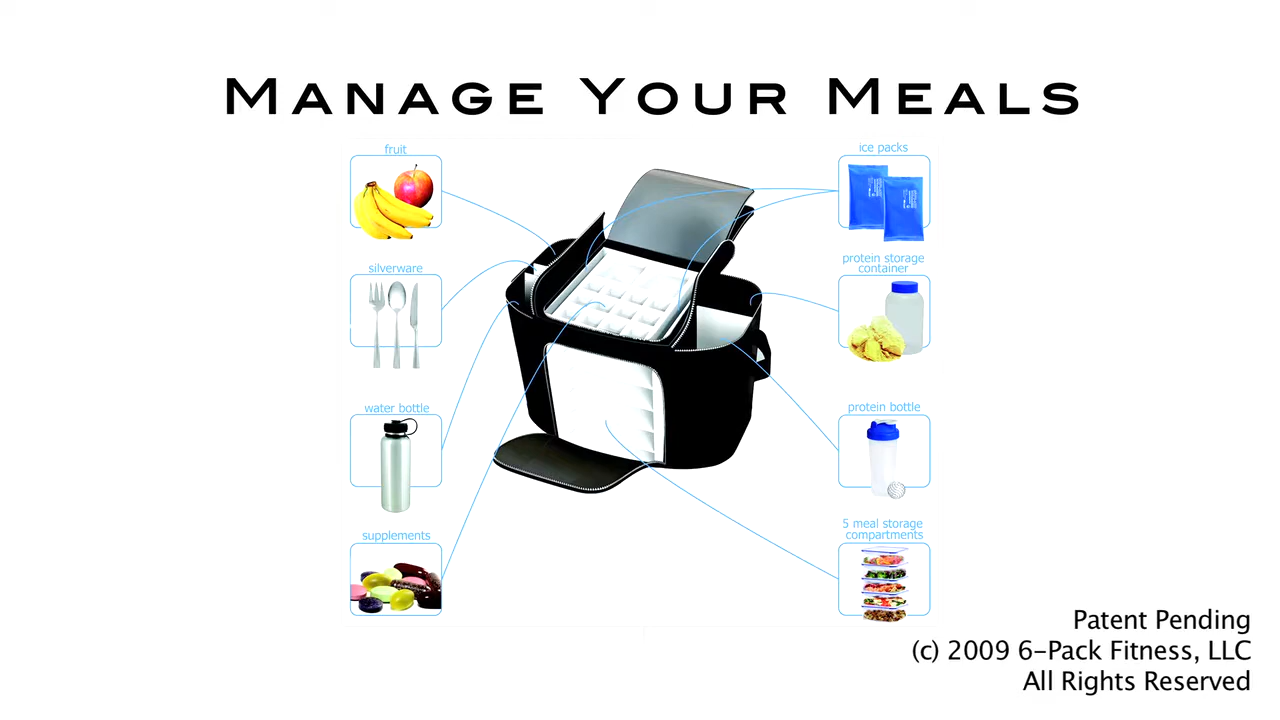 MANAGE YOUR MEALS
fruit
ice packs
silverware
protein storage
container
water bottle
protein bottle
supplements
5 meal storage
compartments
Patent Pending
(c) 2009 6-Pack Fitness, LLC
All Rights Reserved